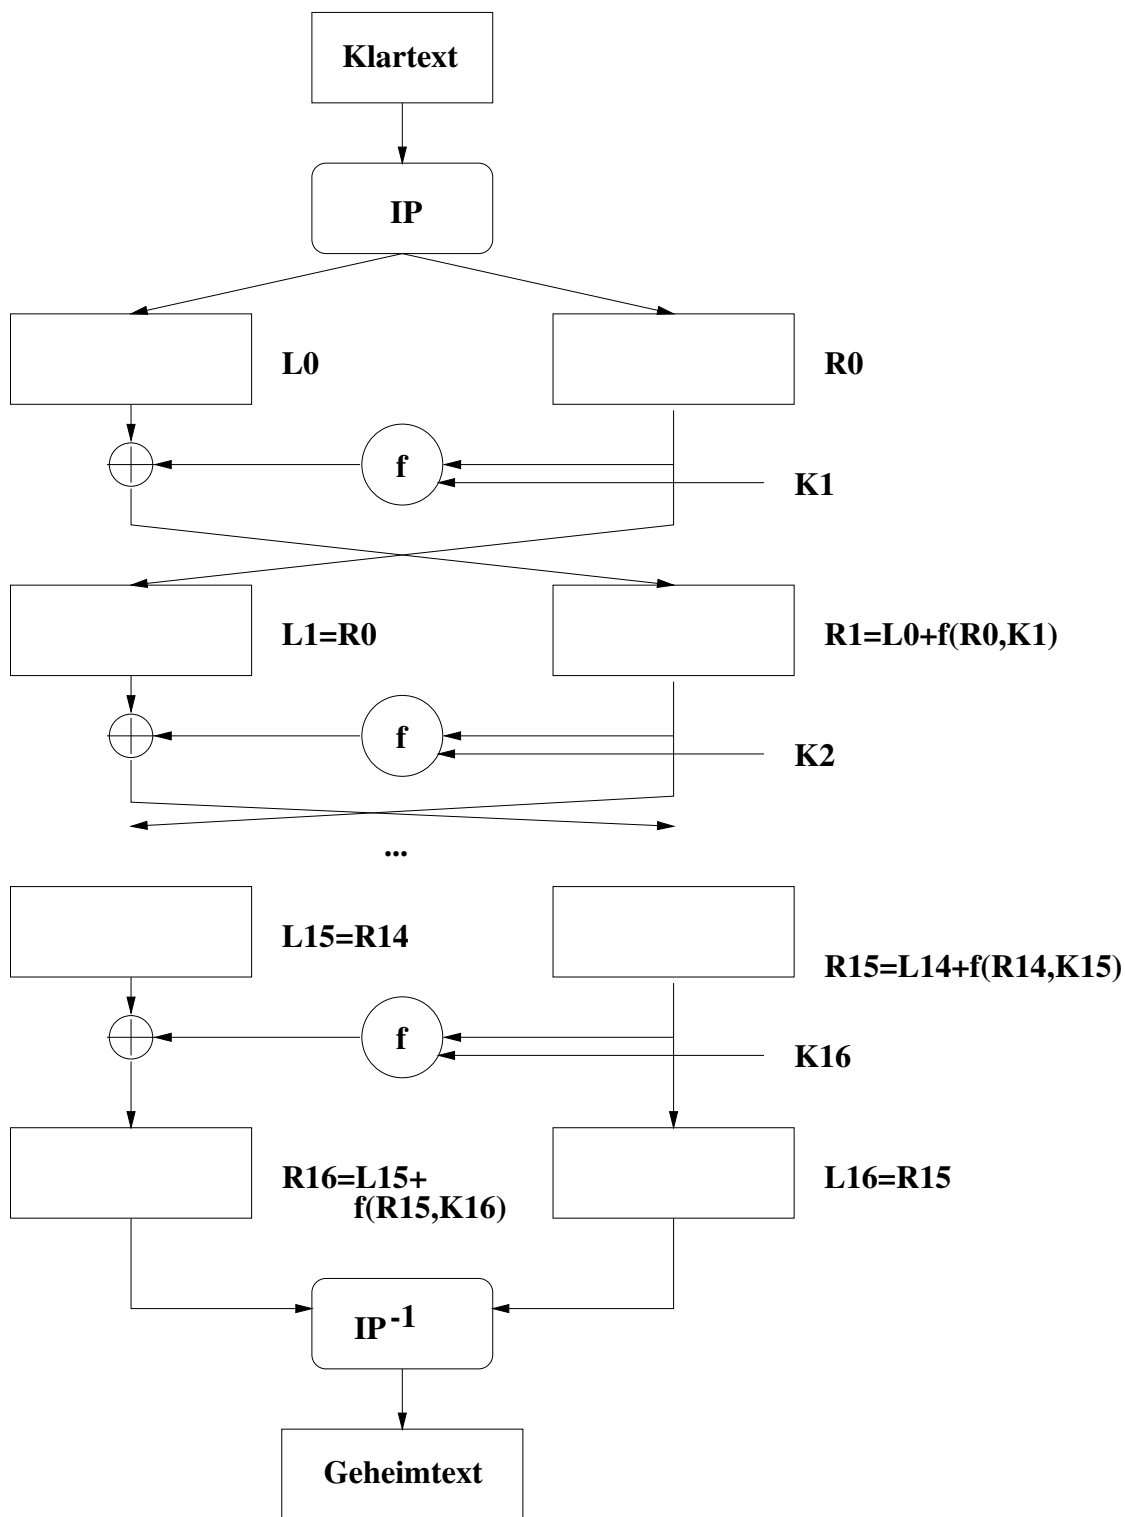 Klartext
IP
L0
R0
f
K1
L1=R0
R1=L0+f(R0,K1)
f
K2
...
L15=R14
R15=L14+f(R14,K15)
f
K16
R16=L15+
f(R15,K16)
L16=R15
IP-1
Geheimtext